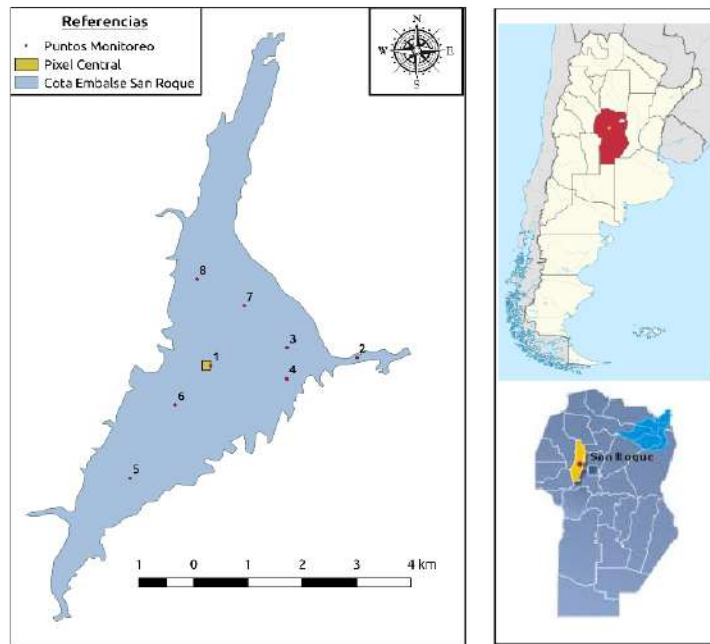 Referencias
Puntos Monitoreo
Pixel Central
Cota Embalse San Roque
N
W E
S
8
7
3
2
1
4
6
5
1 0 1 2 3 4 km
San Roque